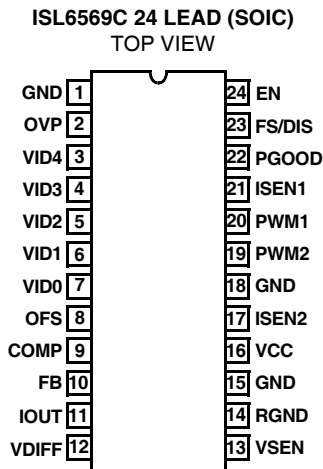 ISL6569C 24 LEAD (SOIC)
TOP VIEW
GND 1 24 EN
OVP 2 23 FS/DIS
VID4 3 22 PGOOD
VID3 4 21 ISEN1
VID2 5 20 PWM1
VID1 6 19 PWM2
VID0 7 18 GND
OFS 8 17 ISEN2
COMP 9 16 VCC
FB 10 15 GND
IOUT 11 14 RGND
VDIFF 12 13 VSEN